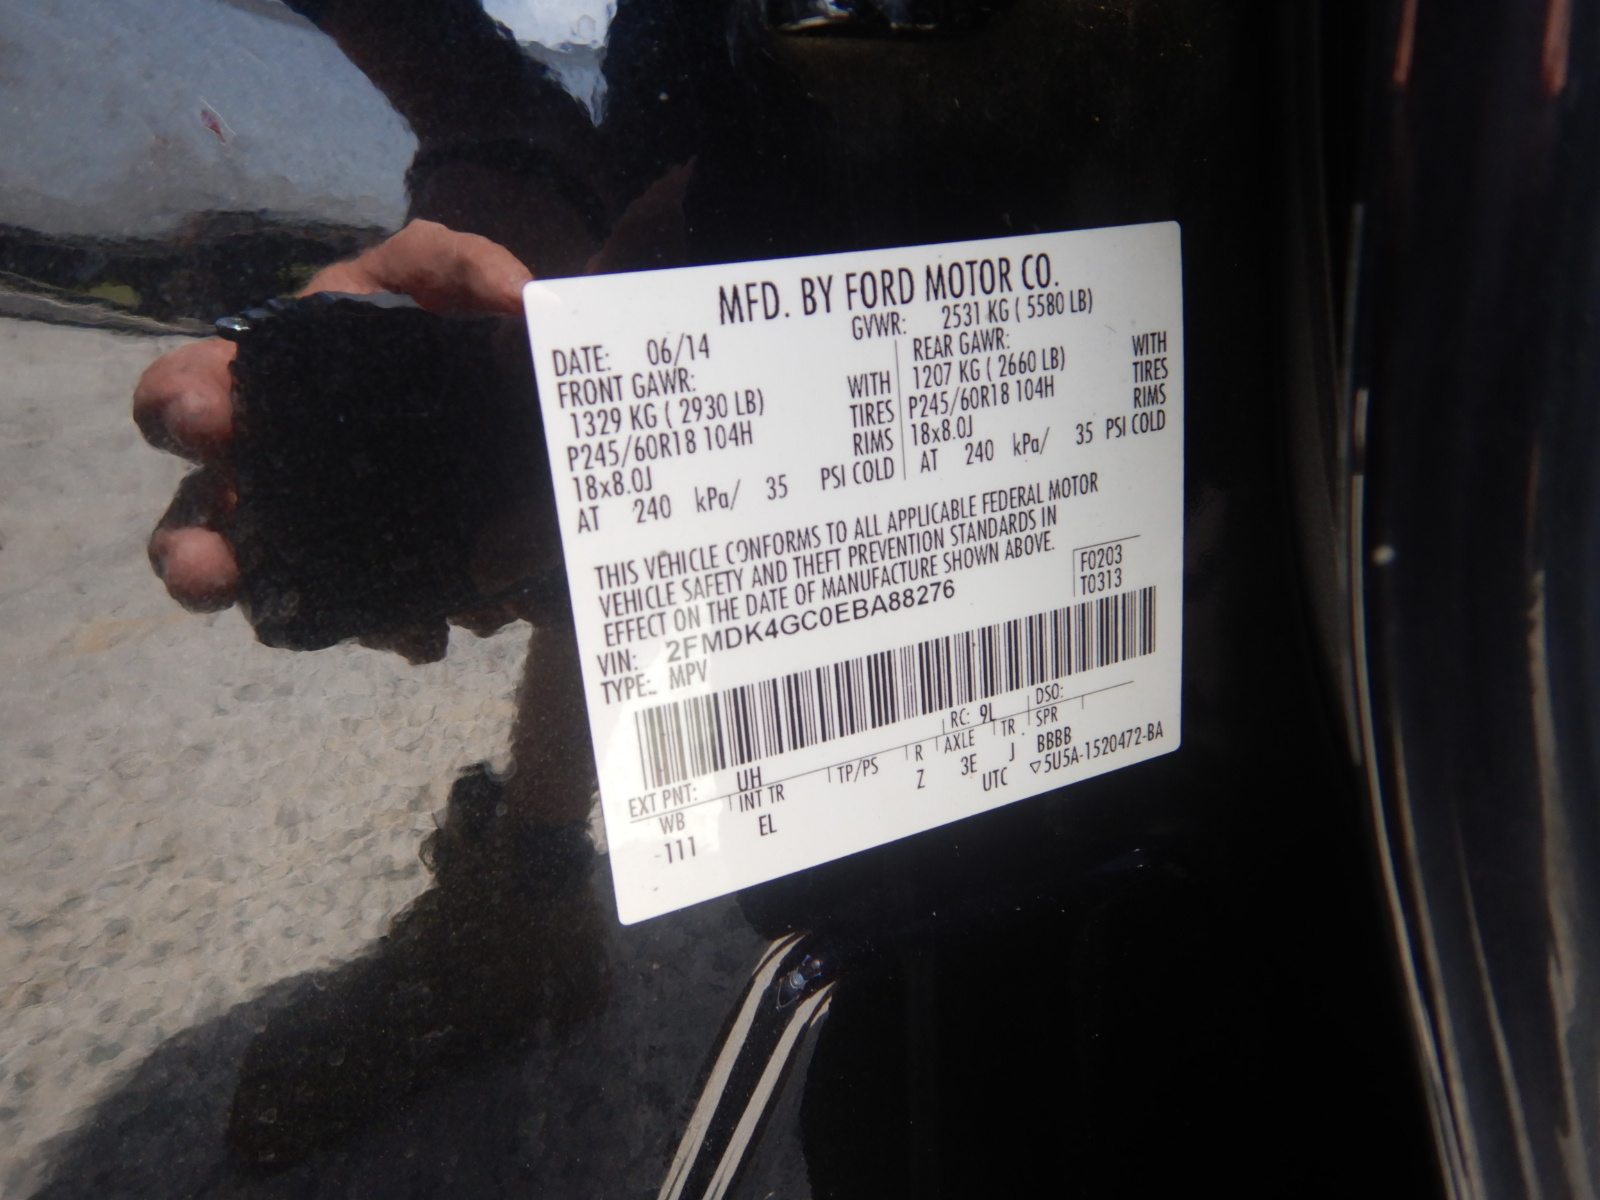 MFD. BY FORD MOTOR CO.
DATE: 06/14 GVWR: 2531 KG ( 5580 LB)
FRONT GAWR: REAR GAWR:
1329 KG ( 2930 LB) WITH 1207 KG ( 2660 LB) WITH
P245/60R18 104H TIRES P245/60R18 104H TIRES
18x8.0J RIMS 18x8.0J RIMS
AT 240 kPa/ 35 PSI COLD AT 240 kPa/ 35 PSI COLD
THIS VEHICLE CONFORMS TO ALL APPLICABLE FEDERAL MOTOR
VEHICLE SAFETY AND THEFT PREVENTION STANDARDS IN
EFFECT ON THE DATE OF MANUFACTURE SHOWN ABOVE.
VIN: 2FMDK4GC0EBA88276 F0203
TYPE: MPV T0313
EXT PNT: UH RC: 9L DSO:
WB INT TR TP/PS R AXLE TR SPR
111 EL Z 3E J BBBB
UTC ▽5U5A-1520472-BA